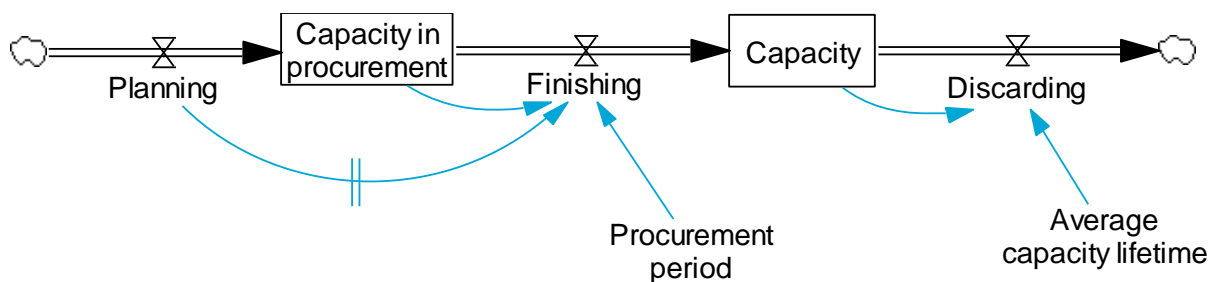 Capacity in
procurement
Capacity
Planning
Finishing
Discarding
Procurement
period
Average
capacity lifetime